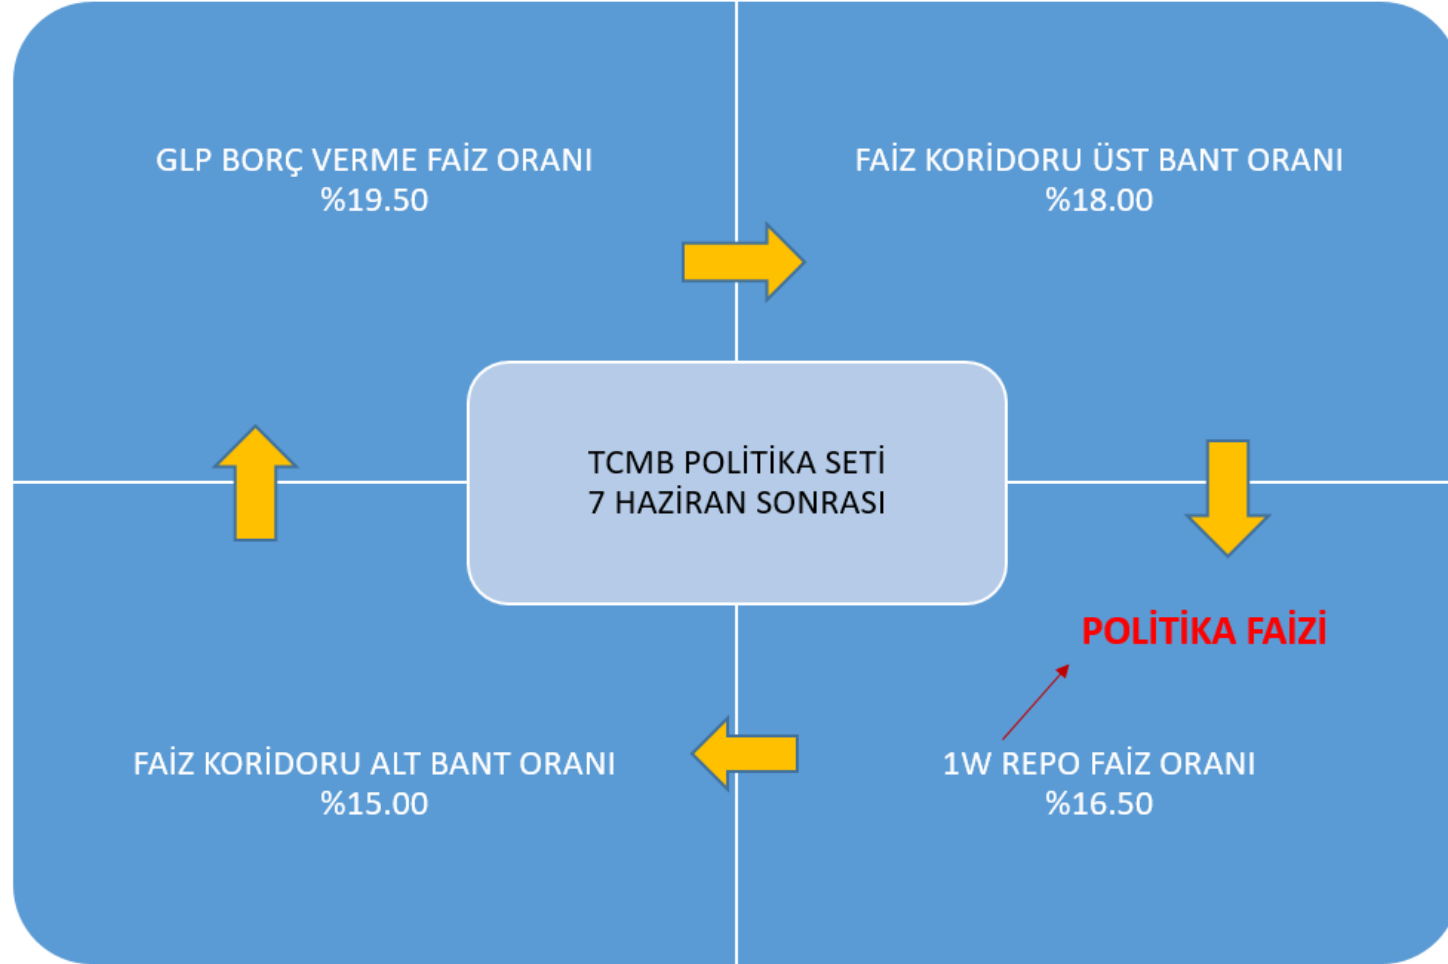 GLP BORÇ VERME FAİZ ORANI
%19.50
FAİZ KORİDORU ÜST BANT ORANI
%18.00
TCMB POLİTİKA SETİ
7 HAZİRAN SONRASI
POLİTİKA FAİZİ
FAİZ KORİDORU ALT BANT ORANI
%15.00
1W REPO FAİZ ORANI
%16.50